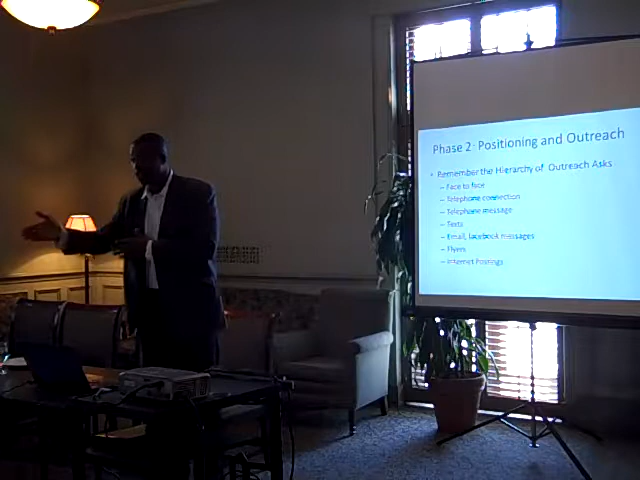 Phase 2: Positioning and Outreach
• Remember the Hierarchy of Outreach Asks
– Face to face
– Telephone connection
– Telephone message
– Texts
– Email, facebook messages
– Flyers
– Internet Postings